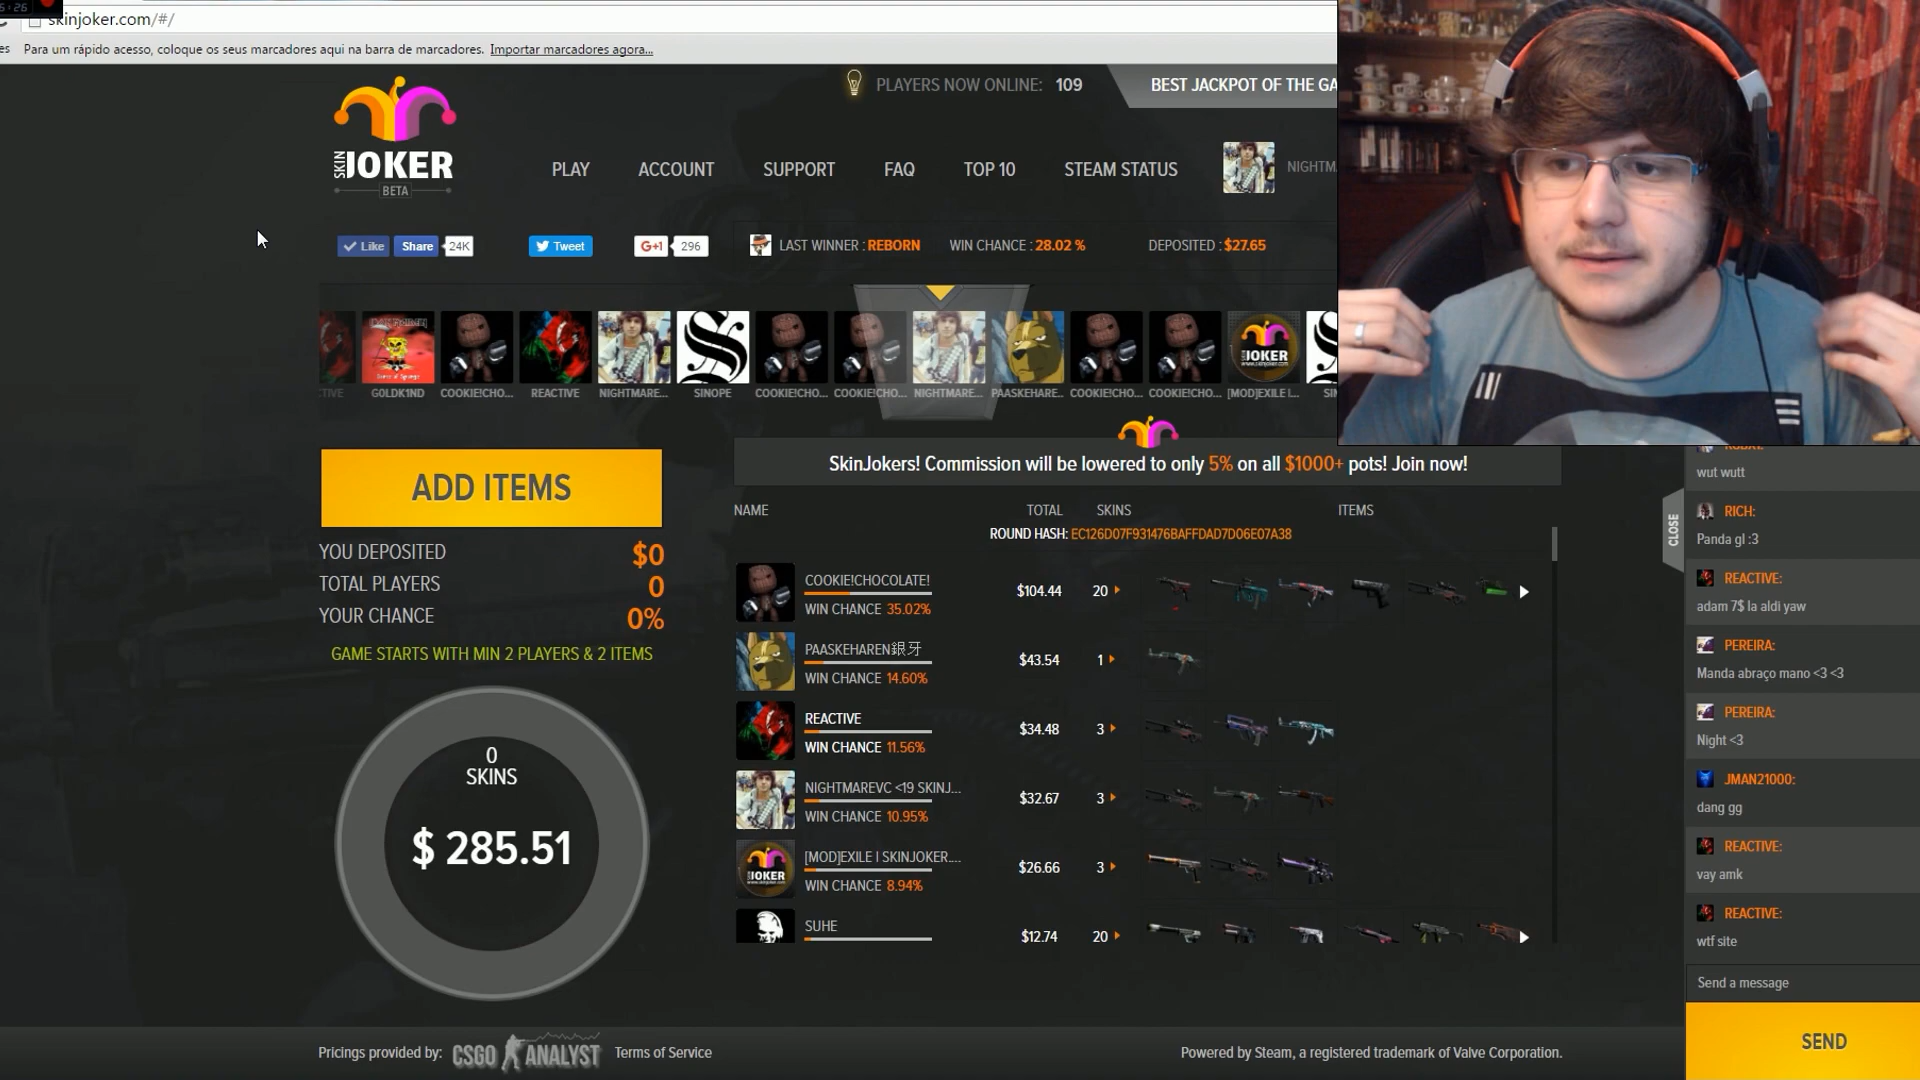 skinjoker.com/#/
Para um rápido acesso, coloque os seus marcadores aqui na barra de marcadores. Importar marcadores agora...
PLAYERS NOW ONLINE: 109
BEST JACKPOT OF THE GA
SKIN JOKER
BETA
PLAY ACCOUNT SUPPORT FAQ TOP 10 STEAM STATUS NIGHTM
Like Share 24K Tweet G+1 296 LAST WINNER : REBORN WIN CHANCE : 28.02 % DEPOSITED : $27.65
GOLDK1ND COOKIE!CHO... REACTIVE NIGHTMARE... SINOPE COOKIE!CHO... COOKIE!CHO... NIGHTMARE... PAASKEHARE.. COOKIE!CHO... COOKIE!CHO... [MOD]EXILE I... SIN
ADD ITEMS
YOU DEPOSITED $0
TOTAL PLAYERS 0
YOUR CHANCE 0%
GAME STARTS WITH MIN 2 PLAYERS & 2 ITEMS
0
SKINS
$ 285.51
SkinJokers! Commission will be lowered to only 5% on all $1000+ pots! Join now!
NAME TOTAL SKINS ITEMS
ROUND HASH: EC126D07F931476BAFFDAD7D06E07A38
COOKIE!CHOCOLATE!
WIN CHANCE 35.02%
$104.44 20
PAASKEHAREN銀牙
WIN CHANCE 14.60%
$43.54 1
REACTIVE
WIN CHANCE 11.56%
$34.48 3
NIGHTMAREVC <19 SKINJ...
WIN CHANCE 10.95%
$32.67 3
[MOD]EXILE I SKINJOKER....
WIN CHANCE 8.94%
$26.66 3
SUHE
$12.74 20
CLOSE
wut wutt
RICH:
Panda gl :3
REACTIVE:
adam 7$ la aldi yaw
PEREIRA:
Manda abraço mano <3 <3
PEREIRA:
Night <3
JMAN21000:
dang gg
REACTIVE:
vay amk
REACTIVE:
wtf site
Send a message
SEND
Pricings provided by: CSGO ANALYST Terms of Service
Powered by Steam, a registered trademark of Valve Corporation.